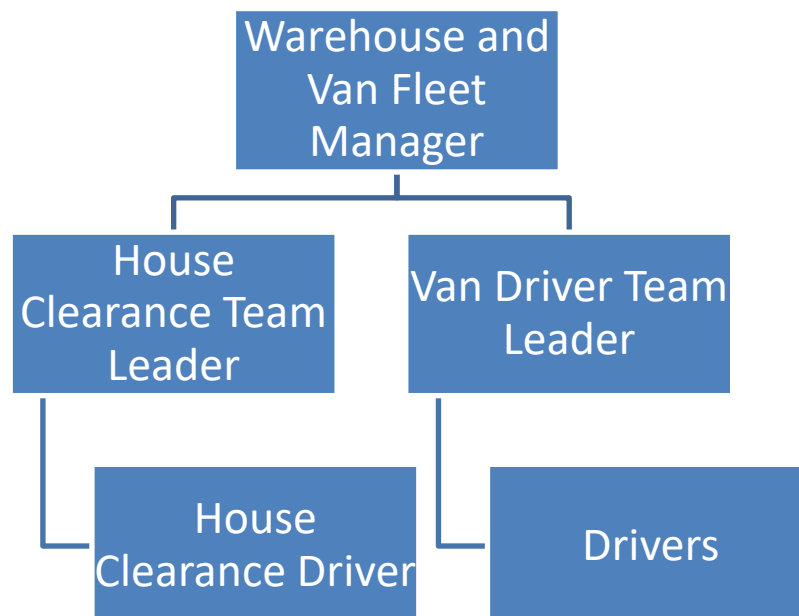 Warehouse and
Van Fleet
Manager
House
Clearance Team
Leader
Van Driver Team
Leader
House
Clearance Driver
Drivers